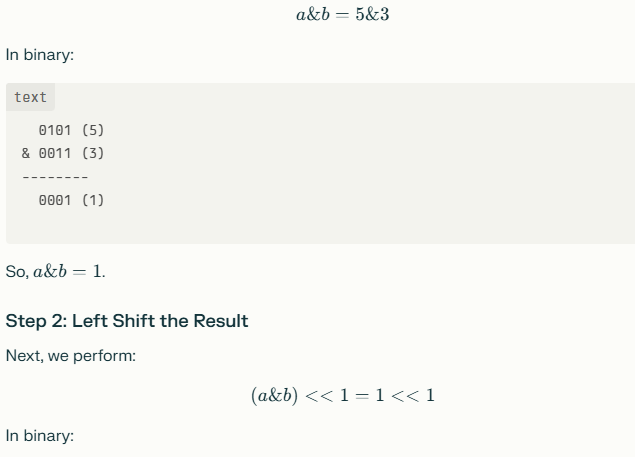 a&b = 5&3
In binary:
text
0101 (5)
& 0011 (3)
--------
0001 (1)
So, a&b = 1.
Step 2: Left Shift the Result
Next, we perform:
(a&b) << 1 = 1 << 1
In binary: